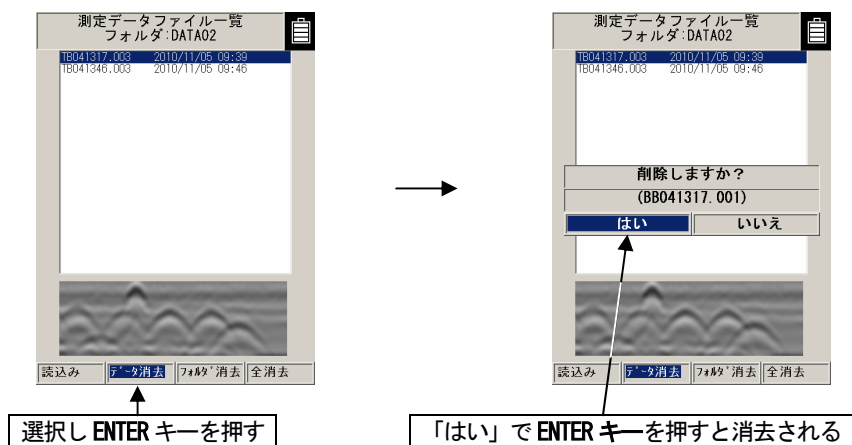 測定データファイル一覧
フォルダ:DATA02
TB041317.003 2010/11/05 09:39
TB041346.003 2010/11/05 09:46
読込み ﾃﾞｰﾀ消去 ﾌｫﾙﾀﾞ消去 全消去
選択し ENTER キーを押す
測定データファイル一覧
フォルダ:DATA02
TB041317.003 2010/11/05 09:39
TB041346.003 2010/11/05 09:46
削除しますか？
(BB041317.001)
はい いいえ
読込み ﾃﾞｰﾀ消去 ﾌｫﾙﾀﾞ消去 全消去
「はい」で ENTER キーを押すと消去される